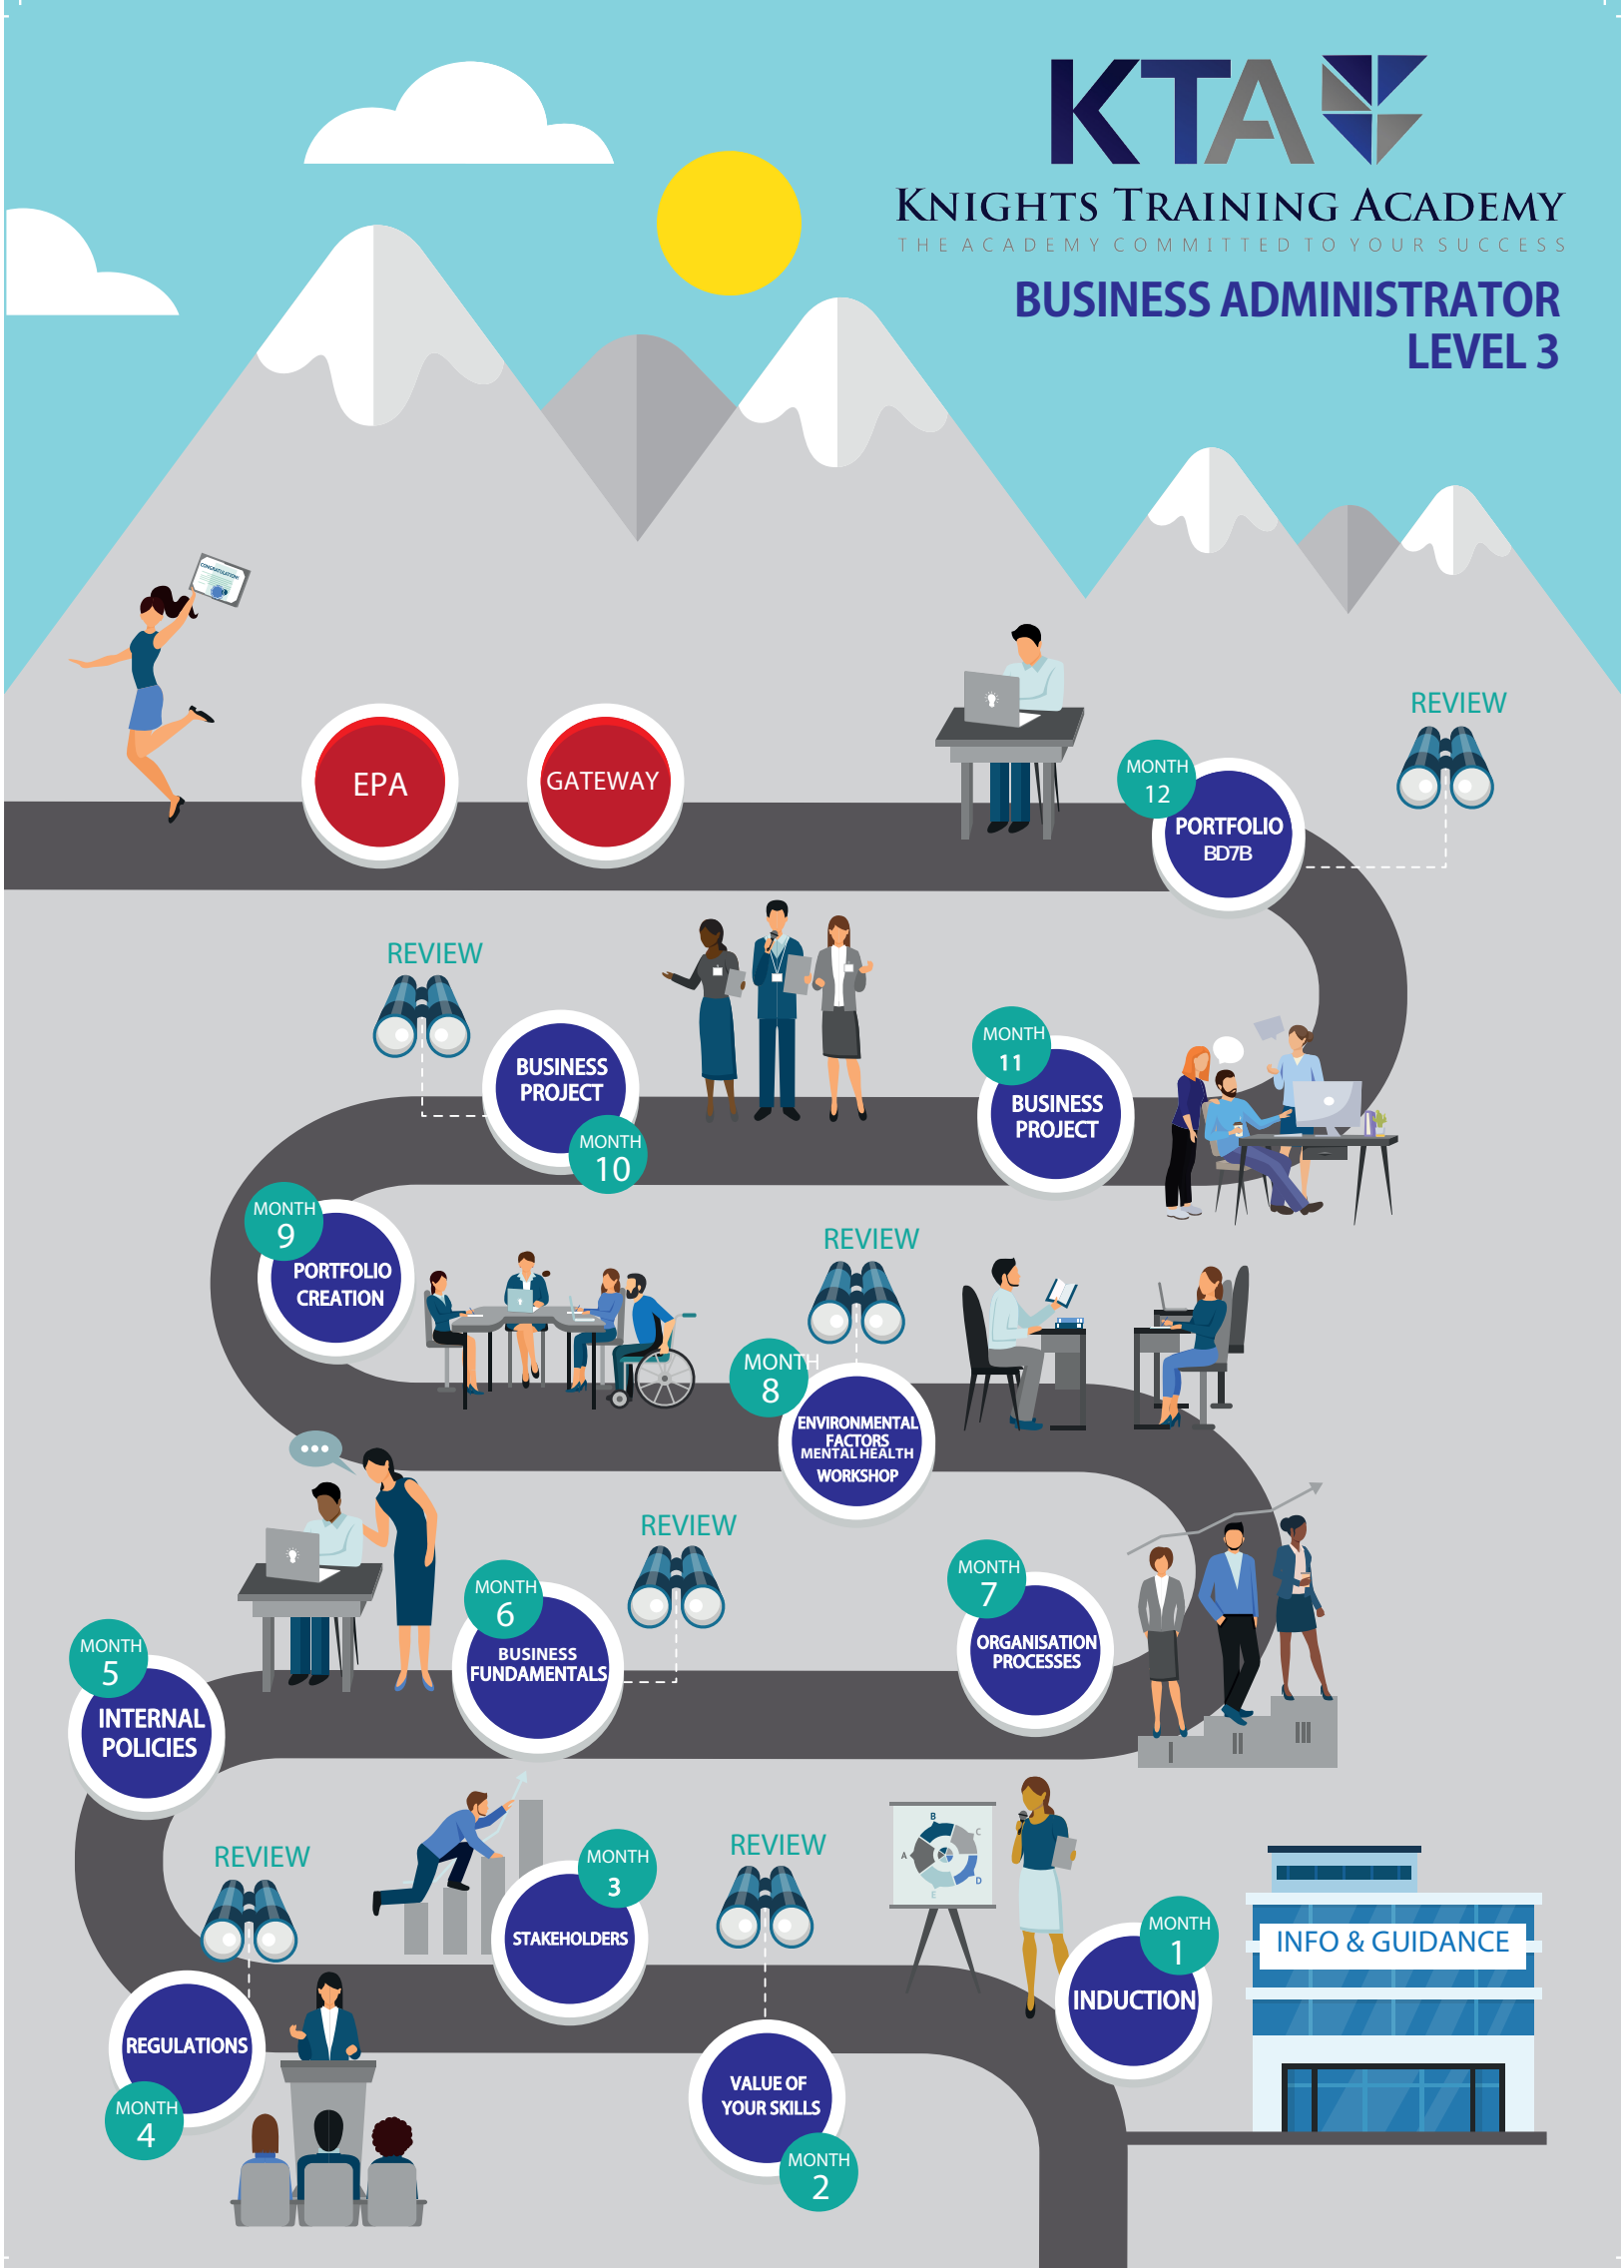 KTA
KNIGHTS TRAINING ACADEMY
THE ACADEMY COMMITTED TO YOUR SUCCESS
BUSINESS ADMINISTRATOR
LEVEL 3
CONGRATULATION
EPA
GATEWAY
MONTH
12
PORTFOLIO
BD7B
REVIEW
REVIEW
BUSINESS
PROJECT
MONTH
10
MONTH
11
BUSINESS
PROJECT
MONTH
9
PORTFOLIO
CREATION
REVIEW
MONTH
8
ENVIRONMENTAL
FACTORS
MENTAL HEALTH
WORKSHOP
REVIEW
MONTH
6
BUSINESS
FUNDAMENTALS
MONTH
7
ORGANISATION
PROCESSES
I
II
III
MONTH
5
INTERNAL
POLICIES
REVIEW
MONTH
3
STAKEHOLDERS
REVIEW
B
C
A
D
E
MONTH
1
INDUCTION
INFO & GUIDANCE
REGULATIONS
MONTH
4
VALUE OF
YOUR SKILLS
MONTH
2